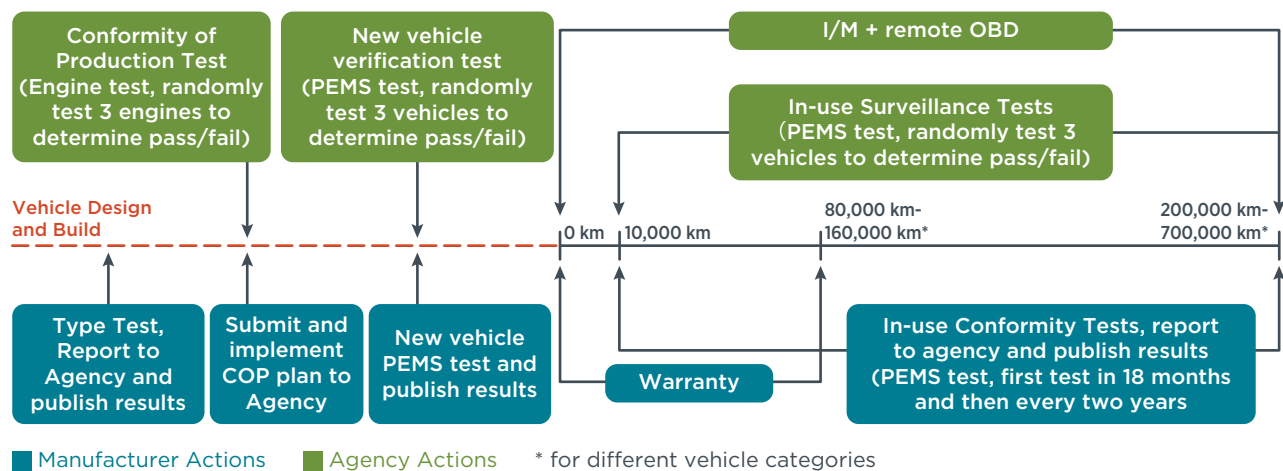 Conformity of
Production Test
(Engine test, randomly
test 3 engines to
determine pass/fail)
New vehicle
verification test
(PEMS test, randomly
test 3 vehicles to
determine pass/fail)
I/M + remote OBD
In-use Surveillance Tests
(PEMS test, randomly test 3
vehicles to determine pass/fail)
Vehicle Design
and Build
0 km
10,000 km
80,000 km-
160,000 km*
200,000 km-
700,000 km*
Type Test,
Report to
Agency and
publish results
Submit and
implement
COP plan to
Agency
New vehicle
PEMS test and
publish results
Warranty
In-use Conformity Tests, report
to agency and publish results
(PEMS test, first test in 18 months
and then every two years
Manufacturer Actions
Agency Actions
* for different vehicle categories